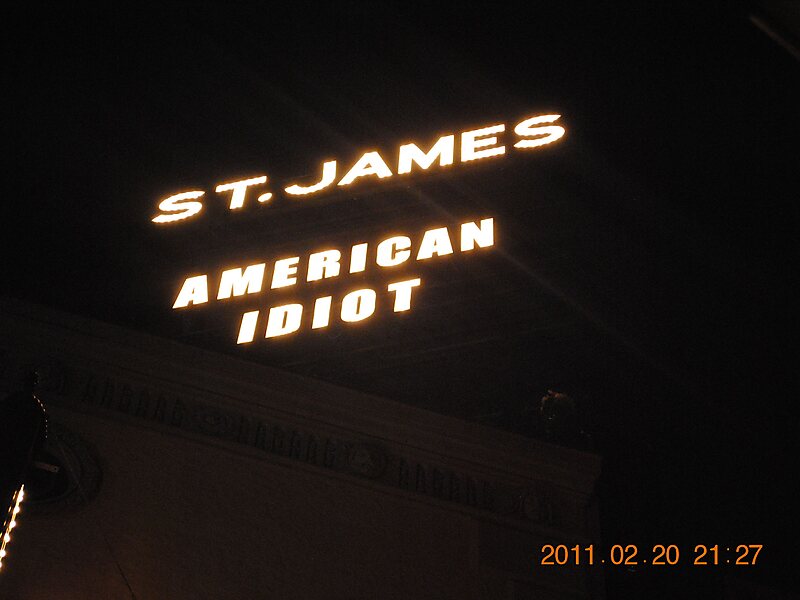 ST. JAMES
AMERICAN
IDIOT
2011.02.20 21:27